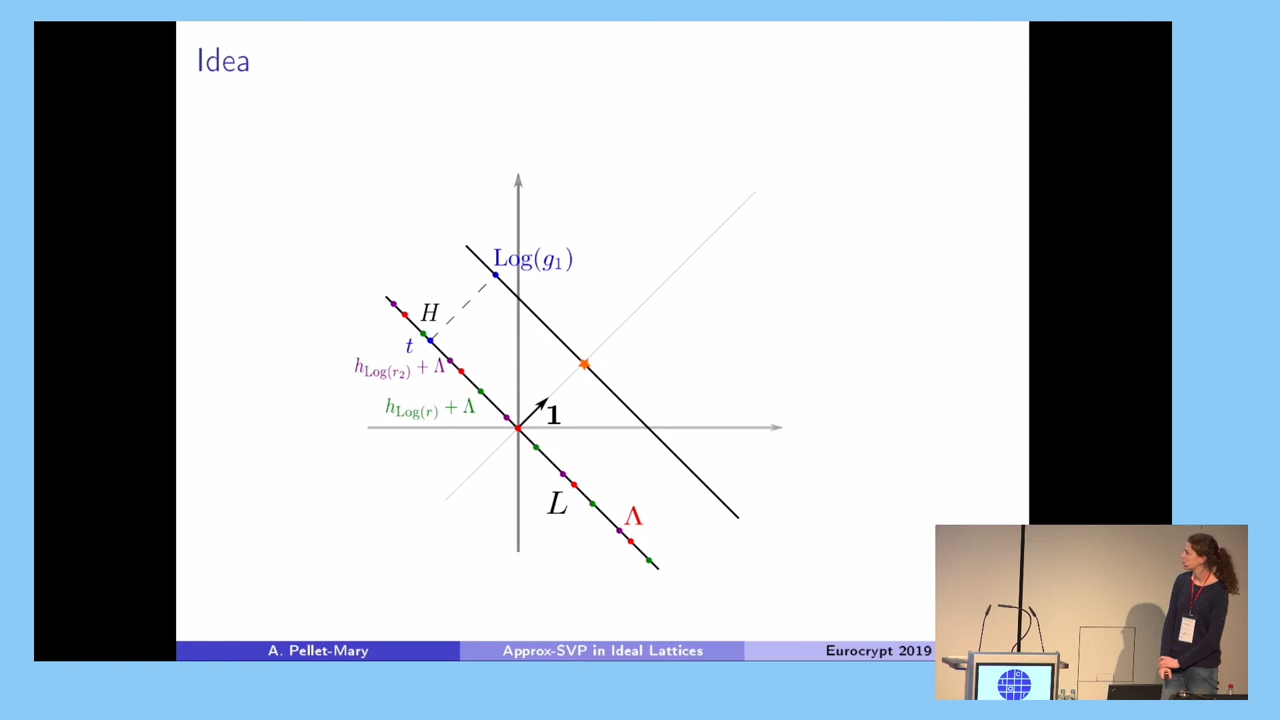 Idea
Log(g₁)
H
t
h_Log(r₂) + Λ
h_Log(r) + Λ
1
L
Λ
A. Pellet-Mary
Approx-SVP in Ideal Lattices
Eurocrypt 2019